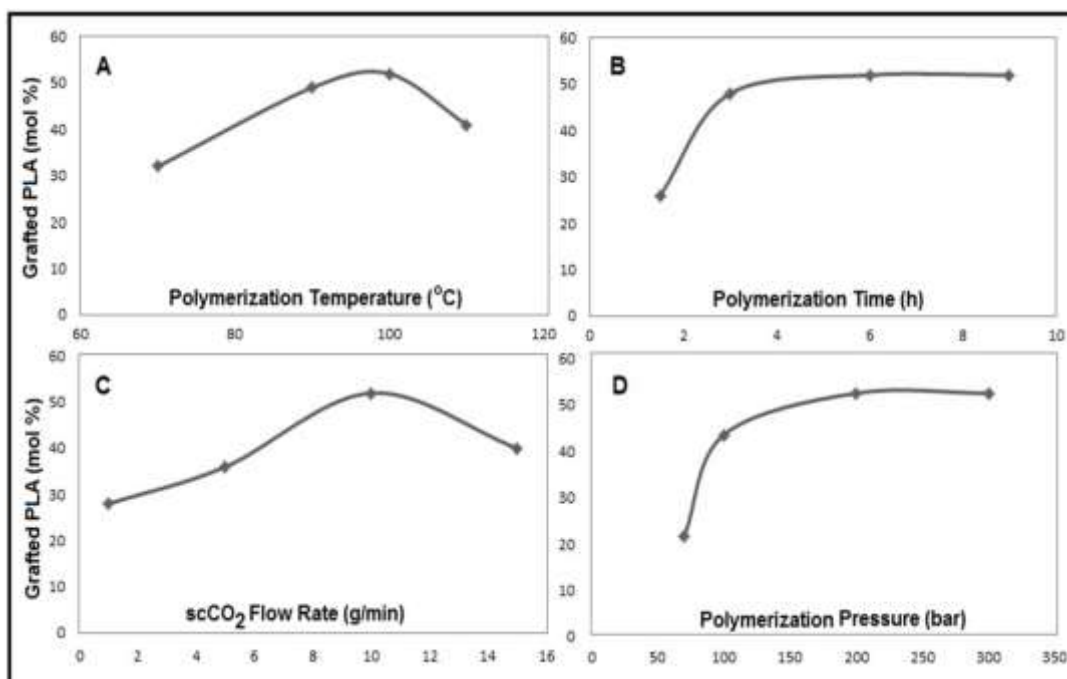 A
Grafted PLA (mol %)
60
50
40
30
20
10
0
Polymerization Temperature (°C)
60 80 100 120
B
60
50
40
30
20
10
0
Polymerization Time (h)
0 2 4 6 8 10
C
Grafted PLA (mol %)
60
50
40
30
20
10
0
scCO2 Flow Rate (g/min)
0 2 4 6 8 10 12 14 16
D
60
50
40
30
20
10
0
Polymerization Pressure (bar)
0 50 100 150 200 250 300 350